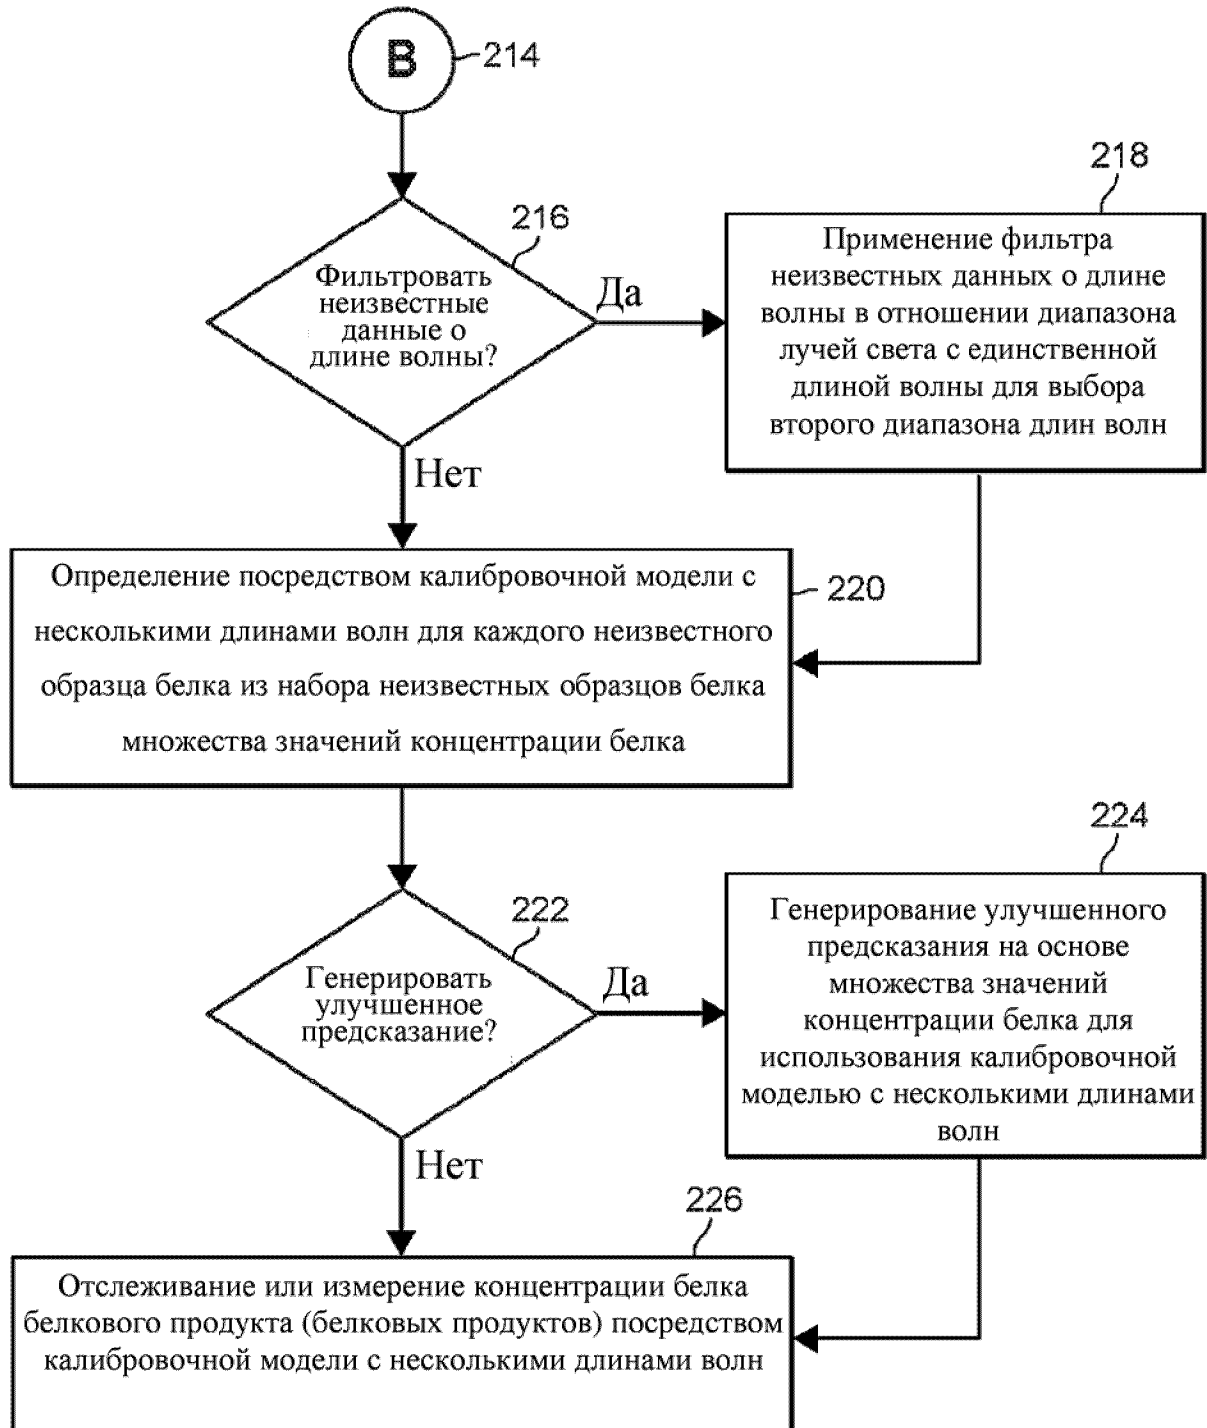 B
214
216
Фильтровать
неизвестные
данные о
длине волны?
Да
218
Применение фильтра
неизвестных данных о длине
волны в отношении диапазона
лучей света с единственной
длиной волны для выбора
второго диапазона длин волн
Нет
220
Определение посредством калибровочной модели с
несколькими длинами волн для каждого неизвестного
образца белка из набора неизвестных образцов белка
множества значений концентрации белка
222
Генерировать
улучшенное
предсказание?
Да
224
Генерирование улучшенного
предсказания на основе
множества значений
концентрации белка для
использования калибровочной
моделью с несколькими длинами
волн
Нет
226
Отслеживание или измерение концентрации белка
белкового продукта (белковых продуктов) посредством
калибровочной модели с несколькими длинами волн